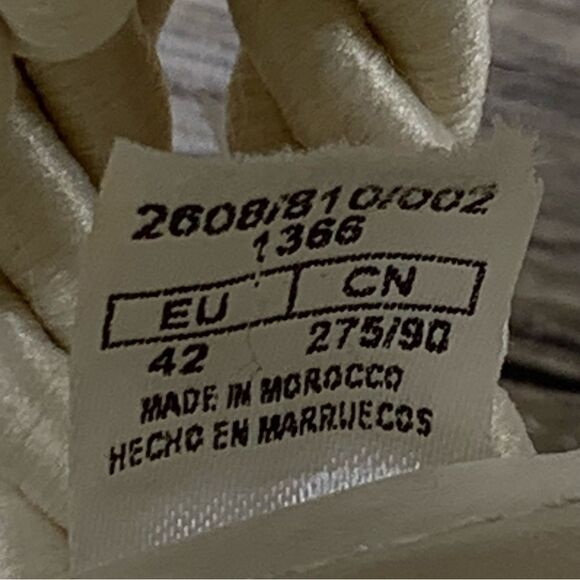 2608/810/002
1366
EU CN
42 275/90
MADE IN MOROCCO
HECHO EN MARRUECOS